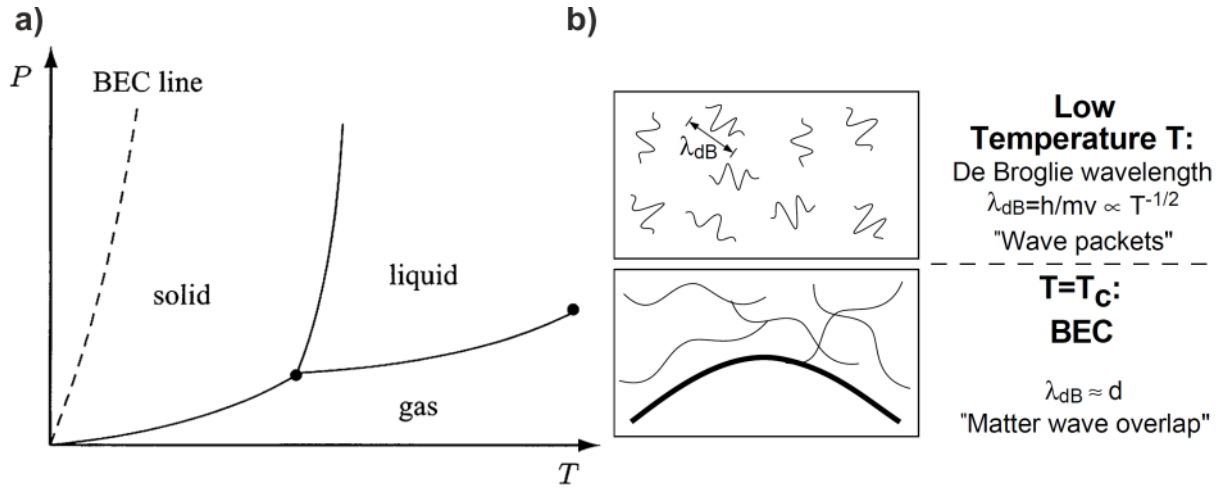 a)
P
BEC line
solid
liquid
gas
T
b)
λdB
Low
Temperature T:
De Broglie wavelength
λdB=h/mv ∝ T-1/2
"Wave packets"
T=TC:
BEC
λdB ≈ d
"Matter wave overlap"